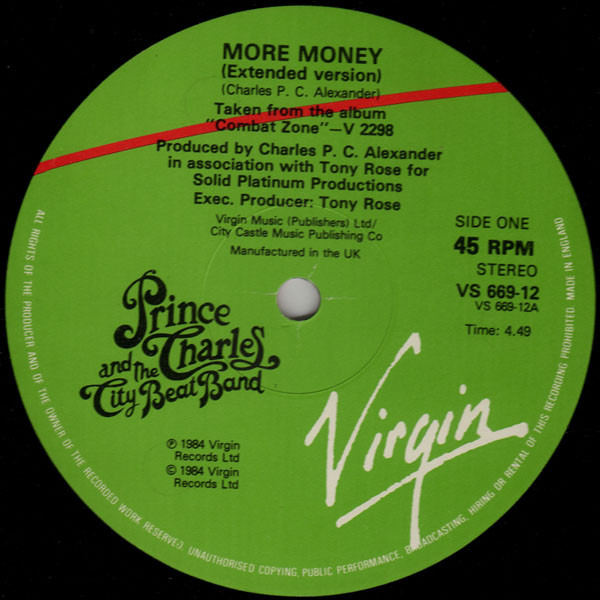 MORE MONEY
(Extended version)
(Charles P. C. Alexander)
Taken from the album
"Combat Zone"—V 2298
Produced by Charles P. C. Alexander
in association with Tony Rose for
Solid Platinum Productions
Exec. Producer: Tony Rose
Virgin Music (Publishers) Ltd/
City Castle Music Publishing Co
Manufactured in the UK
SIDE ONE
45 RPM
STEREO
VS 669-12
VS 669-12A
Time: 4.49
Prince
Charles
and the
City Beat Band
Virgin
℗ 1984 Virgin
Records Ltd
© 1984 Virgin
Records Ltd
ALL RIGHTS OF THE PRODUCER AND OF THE OWNER OF THE RECORDED WORK RESERVED. UNAUTHORISED COPYING, PUBLIC PERFORMANCE, BROADCASTING, HIRING OR RENTAL OF THIS RECORDING PROHIBITED. MADE IN ENGLAND